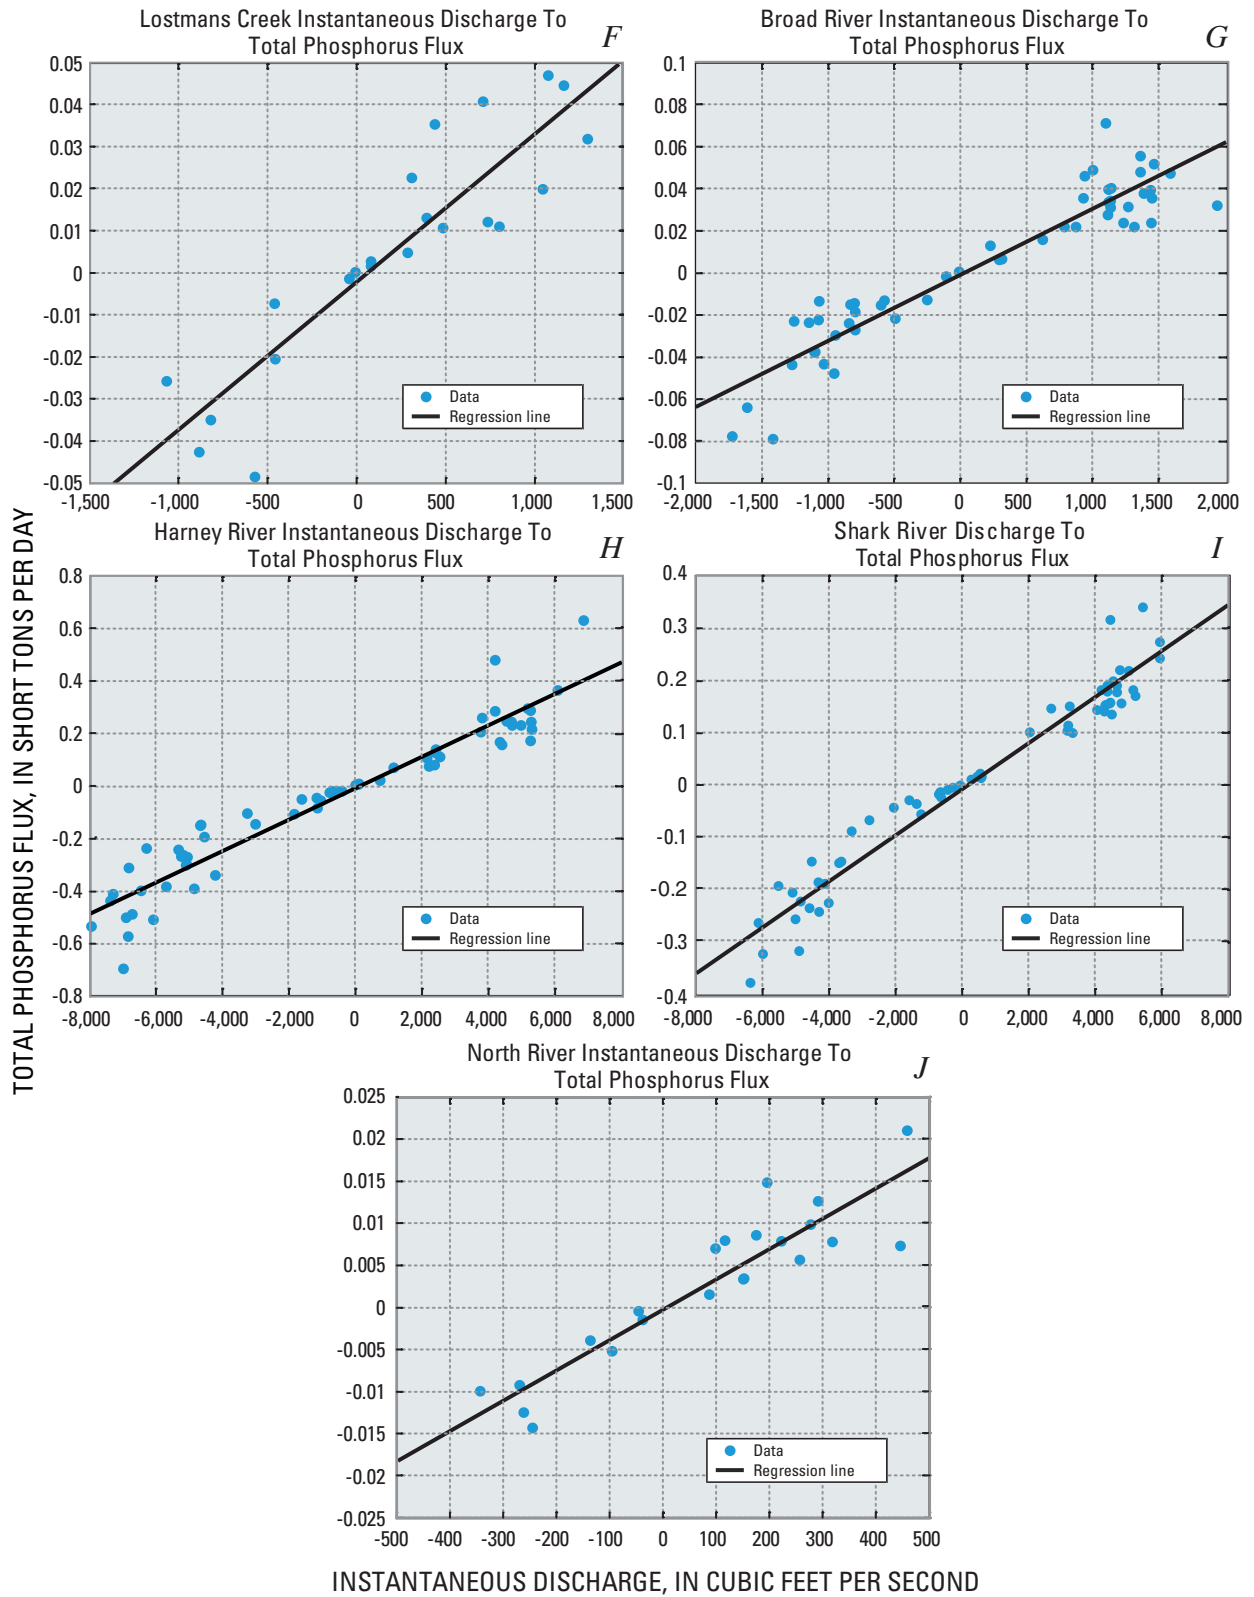 Lostmans Creek Instantaneous Discharge To
Total Phosphorus Flux
F
0.05
0.04
0.03
0.02
0.01
0
-0.01
-0.02
-0.03
-0.04
-0.05
Data
Regression line
-1,500 -1,000 -500 0 500 1,000 1,500
Broad River Instantaneous Discharge To
Total Phosphorus Flux
G
0.1
0.08
0.06
0.04
0.02
0
-0.02
-0.04
-0.06
-0.08
-0.1
Data
Regression line
-2,000 -1,500 -1,000 -500 0 500 1,000 1,500 2,000
Harney River Instantaneous Discharge To
Total Phosphorus Flux
H
0.8
0.6
0.4
0.2
0
-0.2
-0.4
-0.6
-0.8
Data
Regression line
-8,000 -6,000 -4,000 -2,000 0 2,000 4,000 6,000 8,000
Shark River Discharge To
Total Phosphorus Flux
I
0.4
0.3
0.2
0.1
0
-0.1
-0.2
-0.3
-0.4
Data
Regression line
-8,000 -6,000 -4,000 -2,000 0 2,000 4,000 6,000 8,000
North River Instantaneous Discharge To
Total Phosphorus Flux
J
0.025
0.02
0.015
0.01
0.005
0
-0.005
-0.01
-0.015
-0.02
-0.025
Data
Regression line
-500 -400 -300 -200 -100 0 100 200 300 400 500
TOTAL PHOSPHORUS FLUX, IN SHORT TONS PER DAY
INSTANTANEOUS DISCHARGE, IN CUBIC FEET PER SECOND